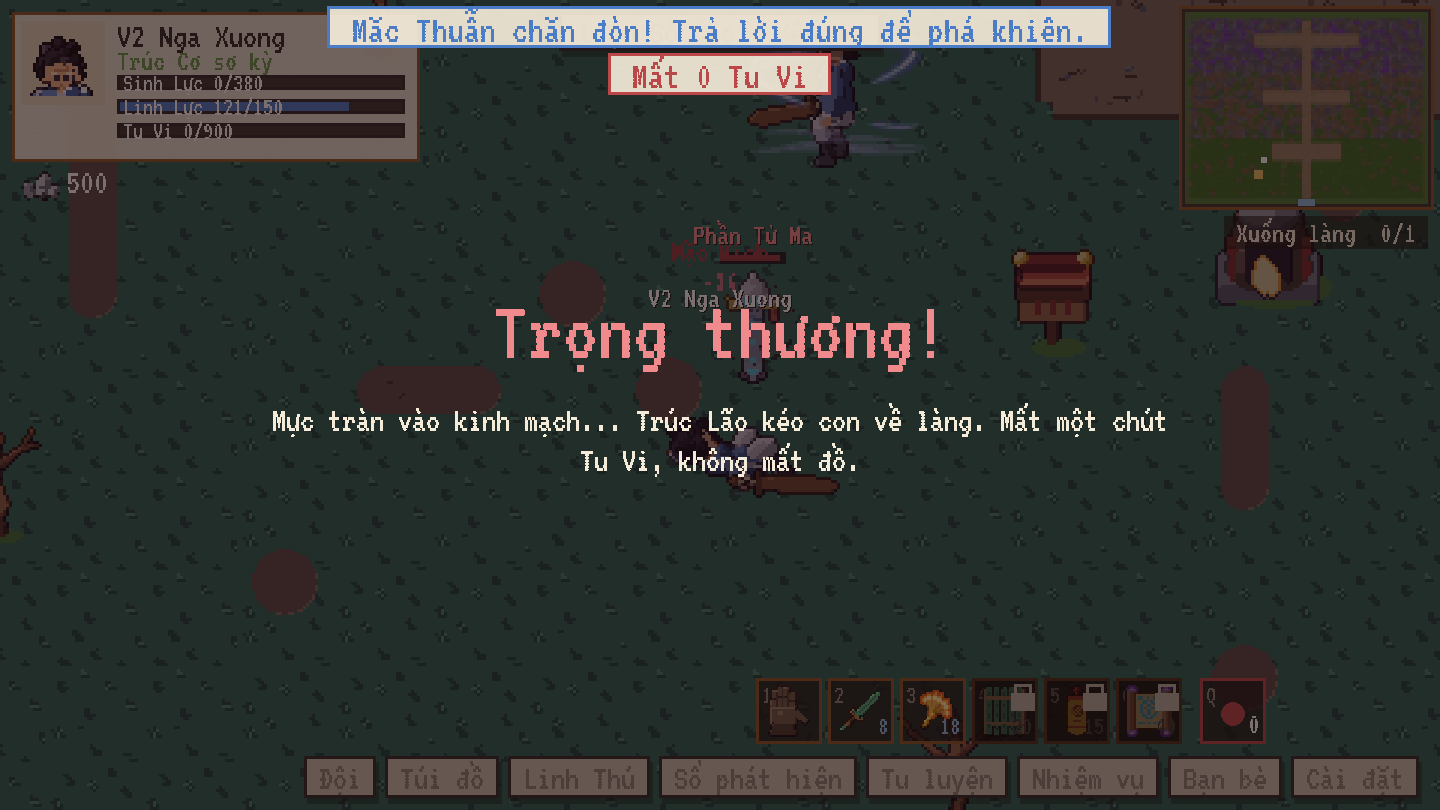 Mặc Thuẫn chặn đòn! Trả lời đúng để phá khiên.
Mất 0 Tu Vi
V2 Nga Xuong
Trúc Cơ sơ kỳ
Sinh Lực 0/380
Linh Lực 121/150
Tu Vi 0/900
500
Xuống làng 0/1
Phần Tử Ma
V2 Nga Xuong
Trọng thương!
Mực tràn vào kinh mạch... Trúc Lão kéo con về làng. Mất một chút
Tu Vi, không mất đồ.
1 2 8 3 18 5 15 Q 0
Đội Túi đồ Linh Thú Sổ phát hiện Tu luyện Nhiệm vụ Bạn bè Cài đặt